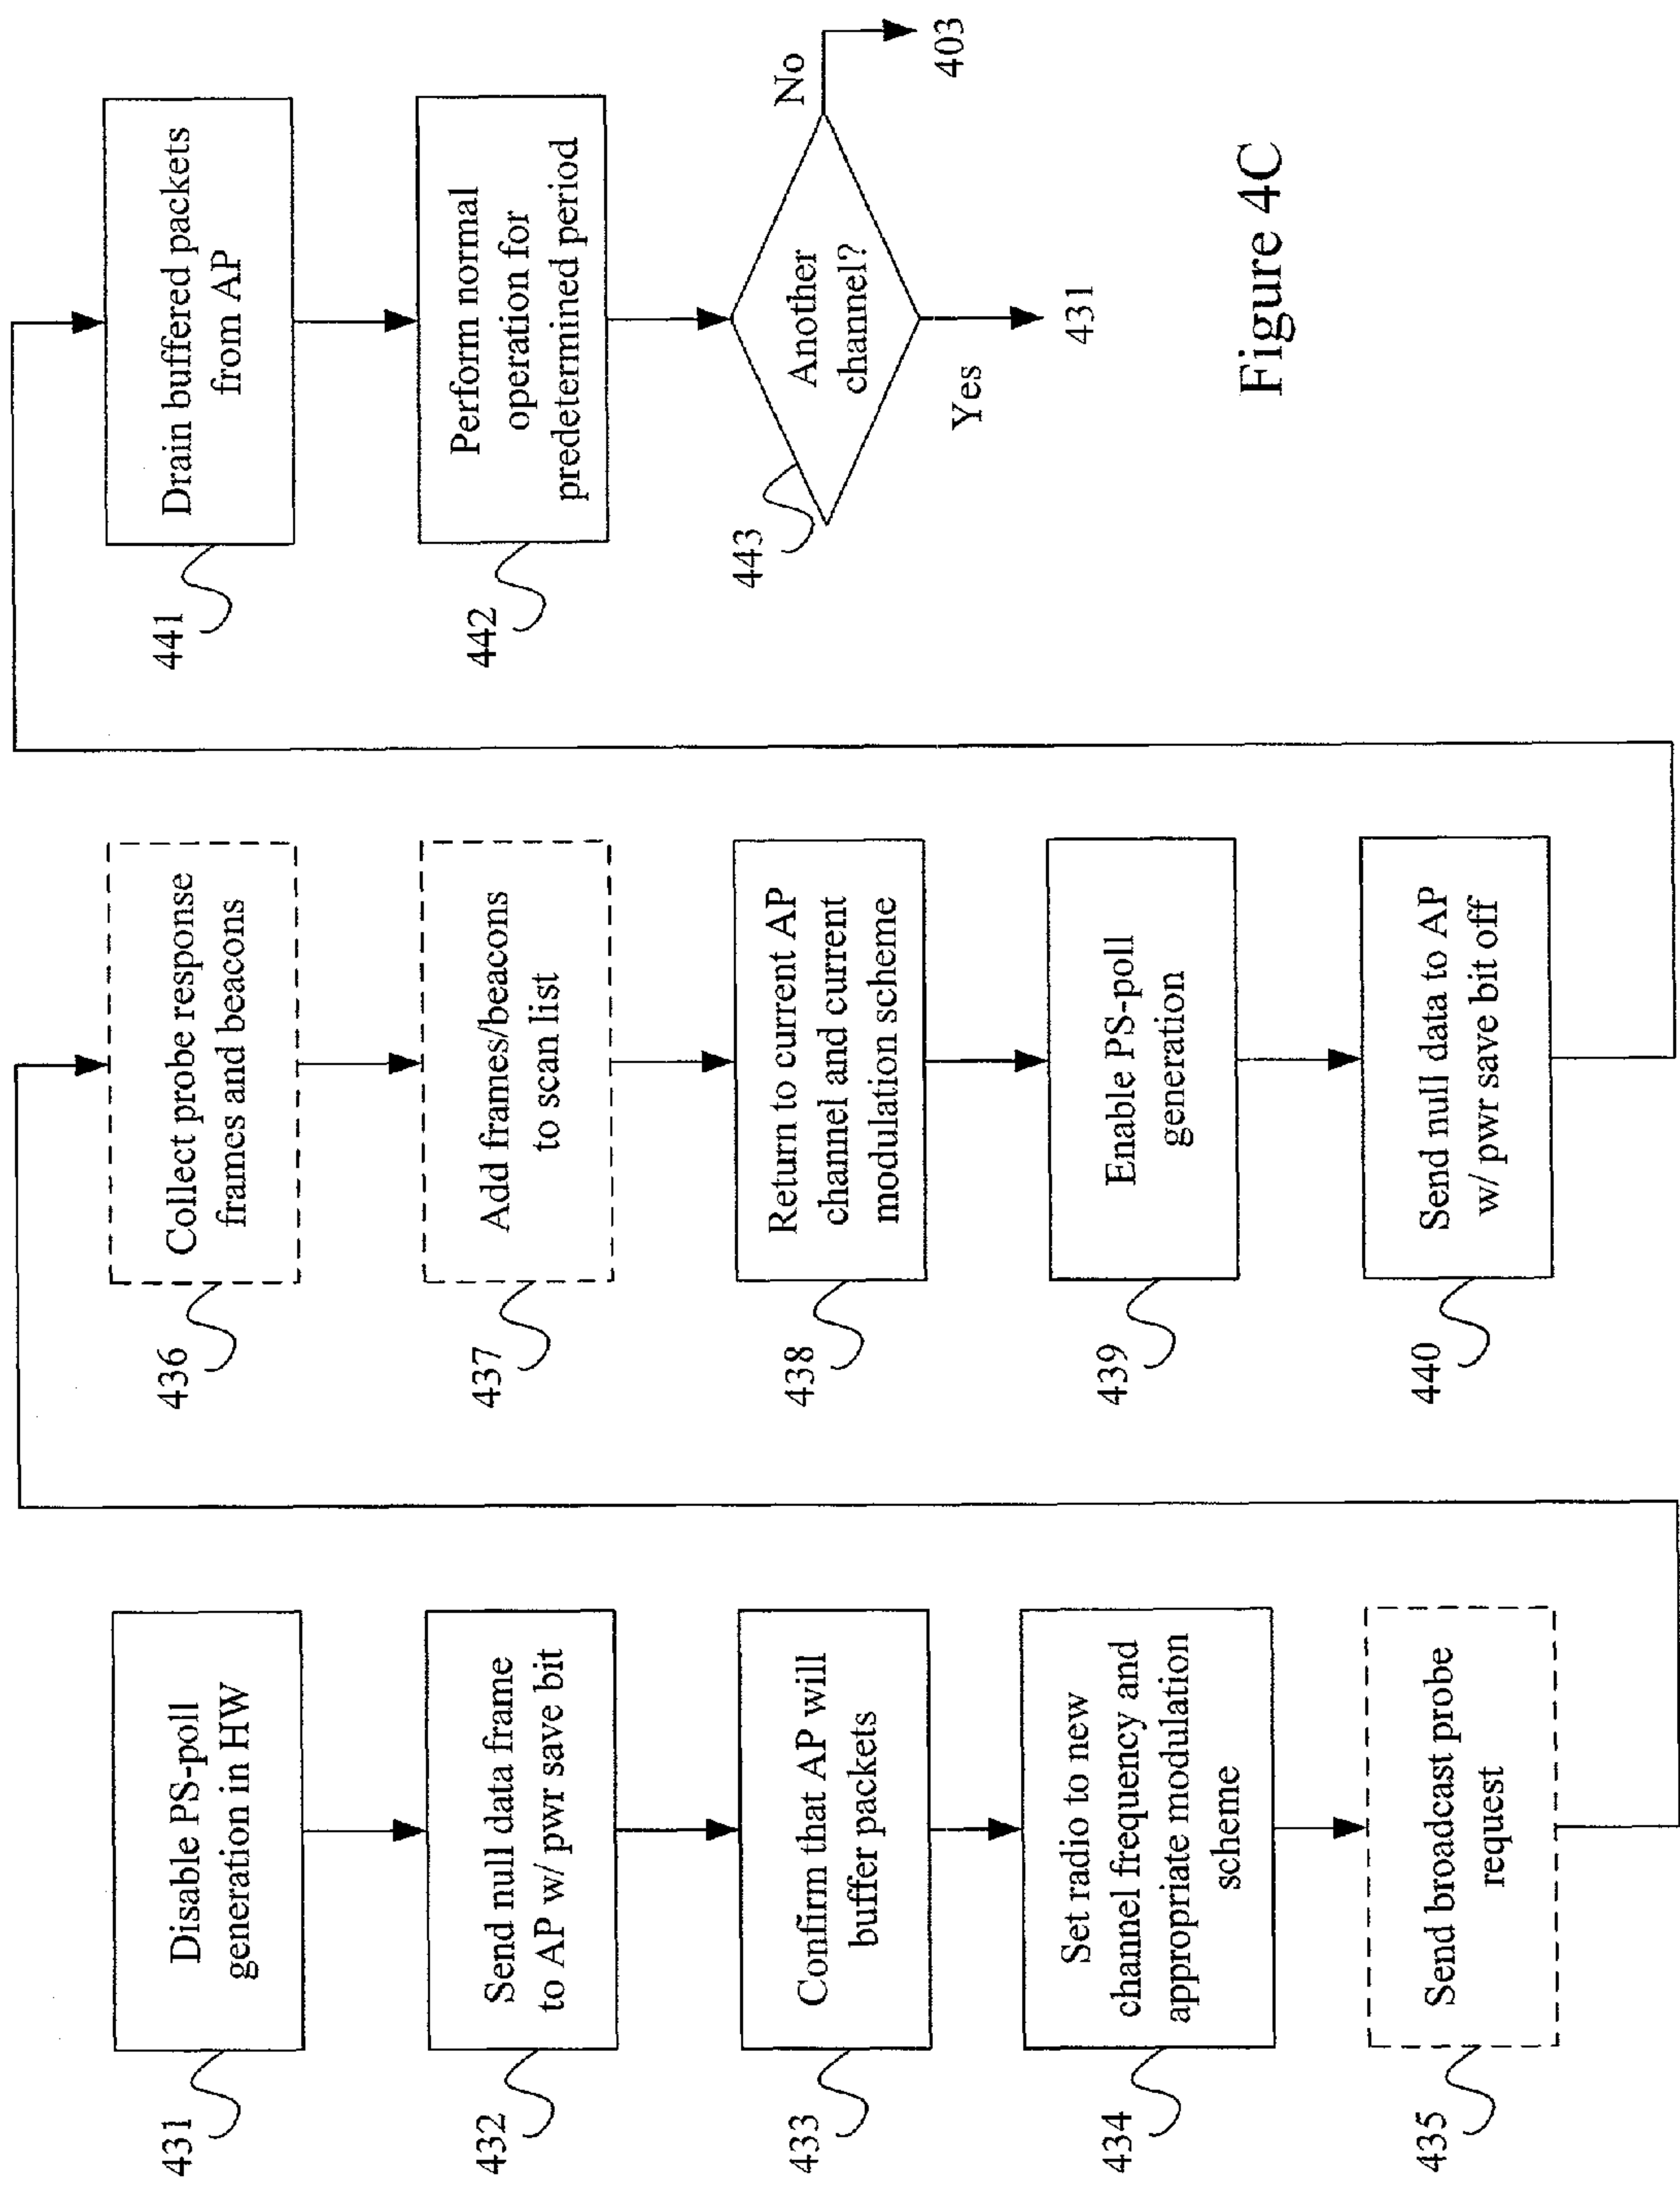 431
Disable PS-poll
generation in HW
432
Send null data frame
to AP w/ pwr save bit
433
Confirm that AP will
buffer packets
434
Set radio to new
channel frequency and
appropriate modulation
scheme
435
Send broadcast probe
request
436
Collect probe response
frames and beacons
437
Add frames/beacons
to scan list
438
Return to current AP
channel and current
modulation scheme
439
Enable PS-poll
generation
440
Send null data to AP
w/ pwr save bit off
441
Drain buffered packets
from AP
442
Perform normal
operation for
predetermined period
443
Another
channel?
No
403
Yes
431
Figure 4C